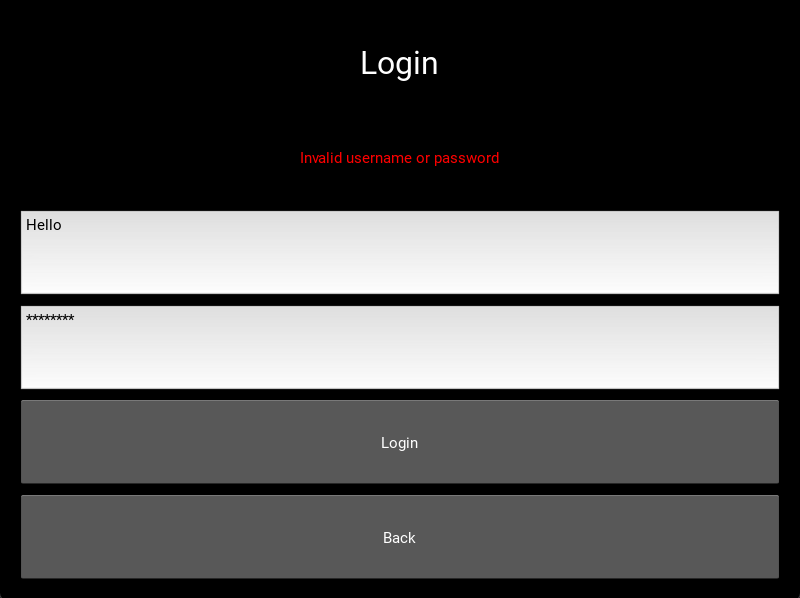 Login
Invalid username or password
Hello
********
Login
Back